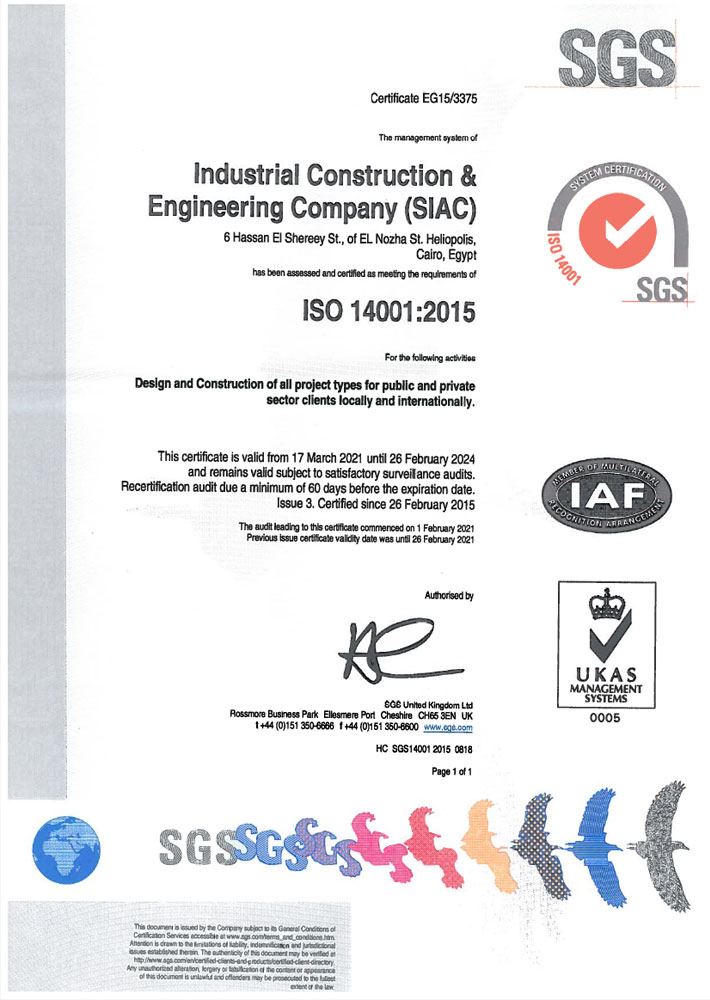 SGS
Certificate EG15/3375
The management system of
Industrial Construction &
Engineering Company (SIAC)
6 Hassan El Shereey St., of EL Nozha St. Heliopolis,
Cairo, Egypt
has been assessed and certified as meeting the requirements of
ISO 14001:2015
For the following activities
Design and Construction of all project types for public and private
sector clients locally and internationally.
This certificate is valid from 17 March 2021 until 26 February 2024
and remains valid subject to satisfactory surveillance audits.
Recertification audit due a minimum of 60 days before the expiration date.
Issue 3. Certified since 26 February 2015
The audit leading to this certificate commenced on 1 February 2021
Previous issue certificate validity date was until 26 February 2021
Authorised by
SGS United Kingdom Ltd
Rossmore Business Park Ellesmere Port Cheshire CH65 3EN UK
t +44 (0)151 350-6666 f +44 (0)151 350-6600 www.sgs.com
HC SGS14001 2015 0818
Page 1 of 1
SYSTEM CERTIFICATION
ISO 14001
SGS
MEMBER OF MULTILATERAL
IAF
RECOGNITION ARRANGEMENT
UKAS
MANAGEMENT
SYSTEMS
0005
SGS SGS SGS
This document is issued by the Company subject to its General Conditions of
Certification Services accessible at www.sgs.com/terms_and_conditions.htm.
Attention is drawn to the limitations of liability, indemnification and jurisdictional
issues established therein. The authenticity of this document may be verified at
http://www.sgs.com/en/certified-clients-and-products/certified-client-directory.
Any unauthorized alteration, forgery or falsification of the content or appearance
of this document is unlawful and offenders may be prosecuted to the fullest
extent of the law.